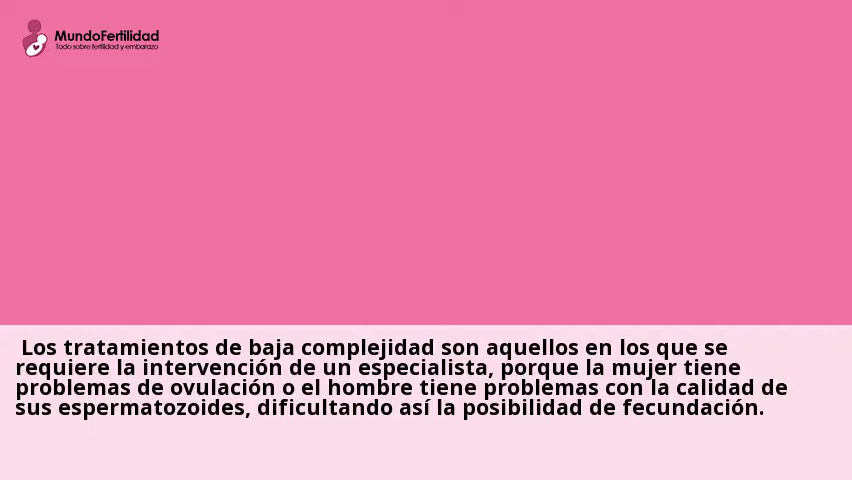 MundoFertilidad
Todo sobre fertilidad y embarazo
Los tratamientos de baja complejidad son aquellos en los que se
requiere la intervención de un especialista, porque la mujer tiene
problemas de ovulación o el hombre tiene problemas con la calidad de
sus espermatozoides, dificultando así la posibilidad de fecundación.